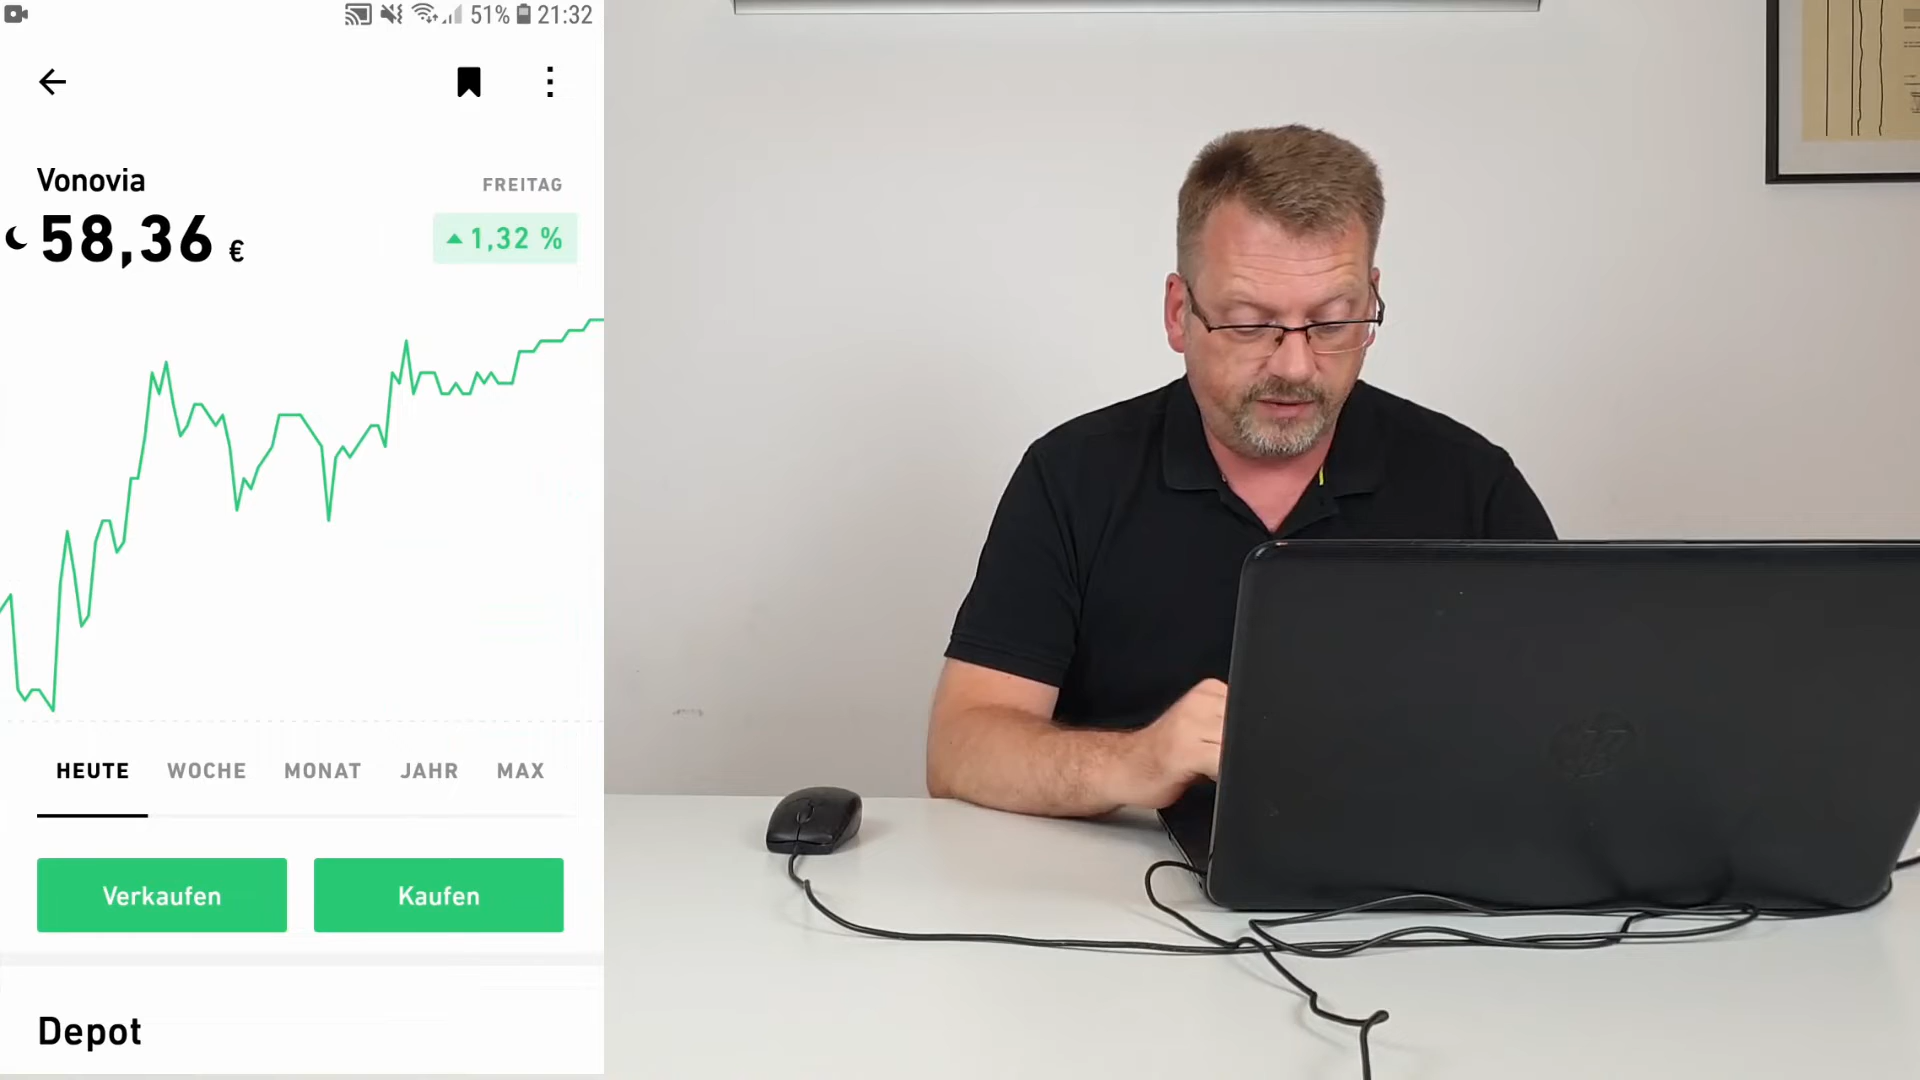 51% 21:32
Vonovia
FREITAG
58,36 €
1,32 %
HEUTE WOCHE MONAT JAHR MAX
Verkaufen Kaufen
Depot